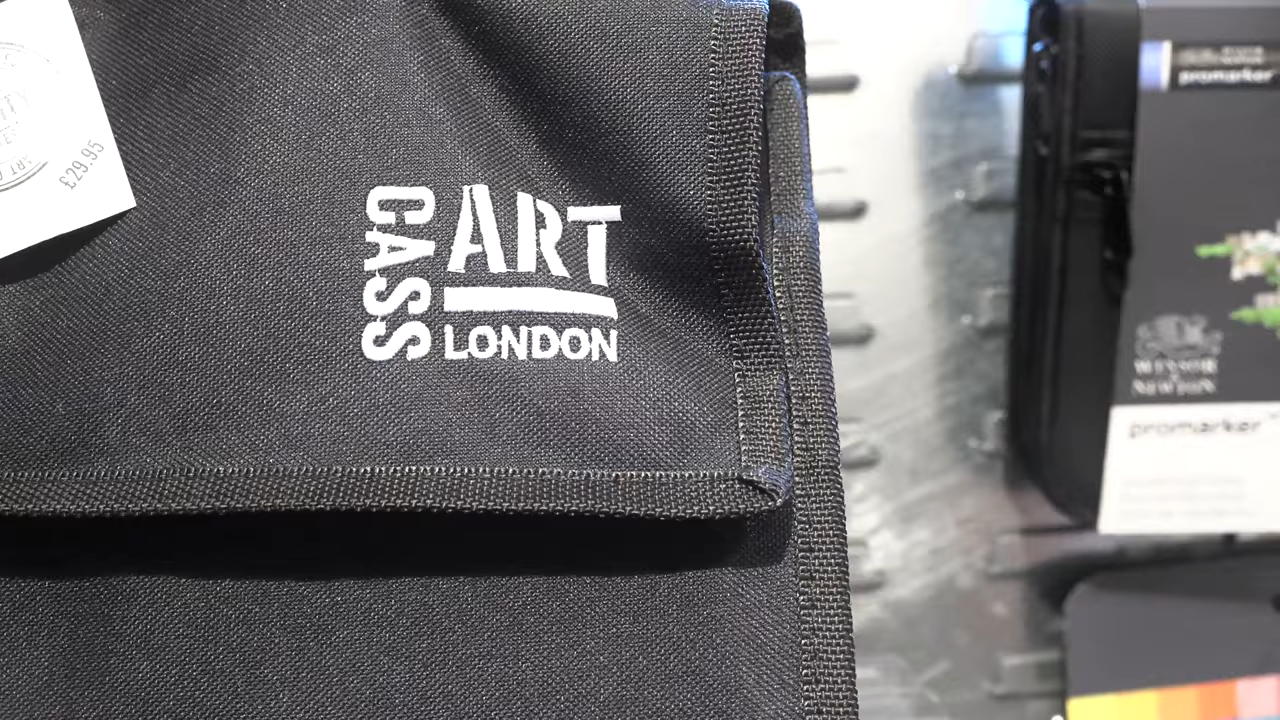 £29.95
CASS
ART
LONDON
promarker
WINSOR
NEWTON
promarker